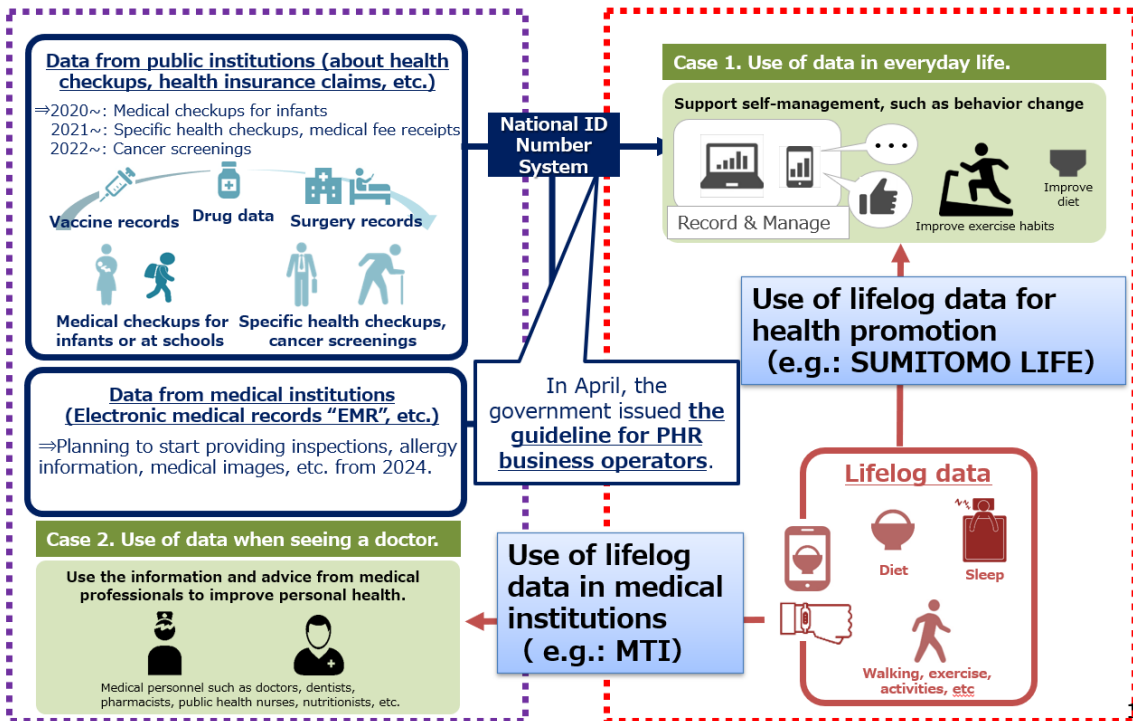 Data from public institutions (about health
checkups, health insurance claims, etc.)
⇒2020~: Medical checkups for infants
2021~: Specific health checkups, medical fee receipts
2022~: Cancer screenings
Vaccine records
Drug data
Surgery records
Medical checkups for
infants or at schools
Specific health checkups,
cancer screenings
Data from medical institutions
(Electronic medical records “EMR”, etc.)
⇒Planning to start providing inspections, allergy
information, medical images, etc. from 2024.
National ID
Number
System
In April, the
government issued the
guideline for PHR
business operators.
Case 1. Use of data in everyday life.
Support self-management, such as behavior change
Record & Manage
Improve exercise habits
Improve
diet
Use of lifelog data for
health promotion
(e.g.: SUMITOMO LIFE)
Lifelog data
Diet
Sleep
Walking, exercise,
activities, etc
Use of lifelog
data in medical
institutions
( e.g.: MTI)
Case 2. Use of data when seeing a doctor.
Use the information and advice from medical
professionals to improve personal health.
Medical personnel such as doctors, dentists,
pharmacists, public health nurses, nutritionists, etc.